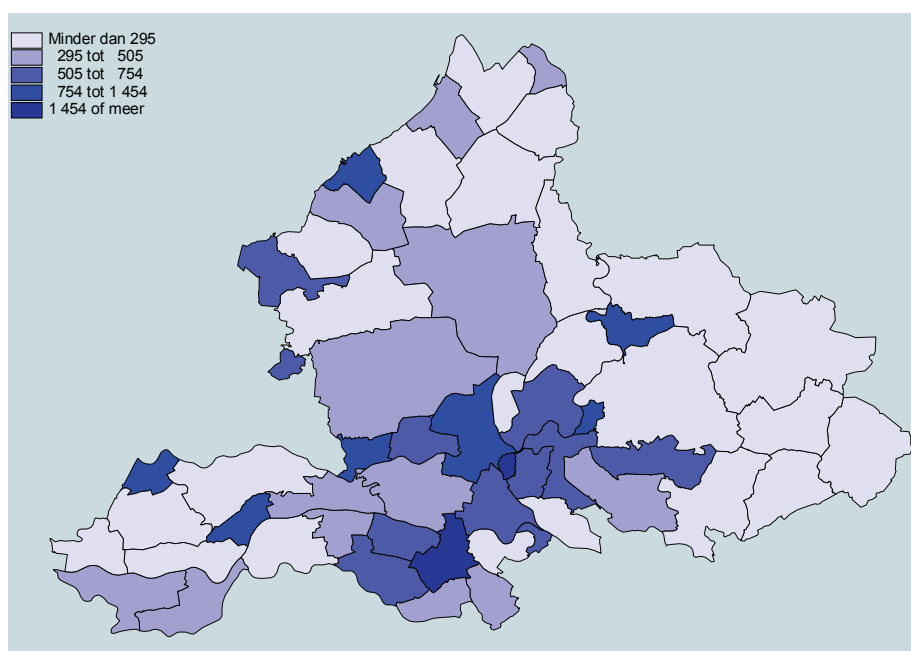 Minder dan 295
295 tot 505
505 tot 754
754 tot 1 454
1 454 of meer